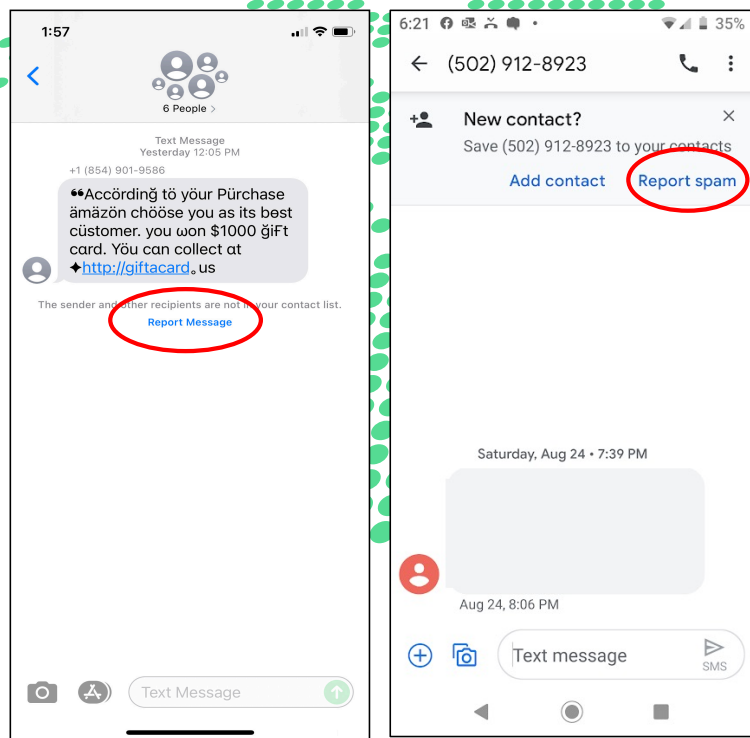 1:57
6 People >
Text Message
Yesterday 12:05 PM
+1 (854) 901-9586
❝Accördinğ tö yöur Pürchase
ämäzön chööse you as its bɵst
cüstomer. you ωon $1000 ğiғt
cαrd. Yöu cαn collect αt
✦http://giftacard｡us
The sender and other recipients are not in your contact list.
Report Message
Text Message
6:21
35%
(502) 912-8923
New contact?
Save (502) 912-8923 to your contacts
Add contact
Report spam
Saturday, Aug 24 • 7:39 PM
Aug 24, 8:06 PM
Text message
SMS